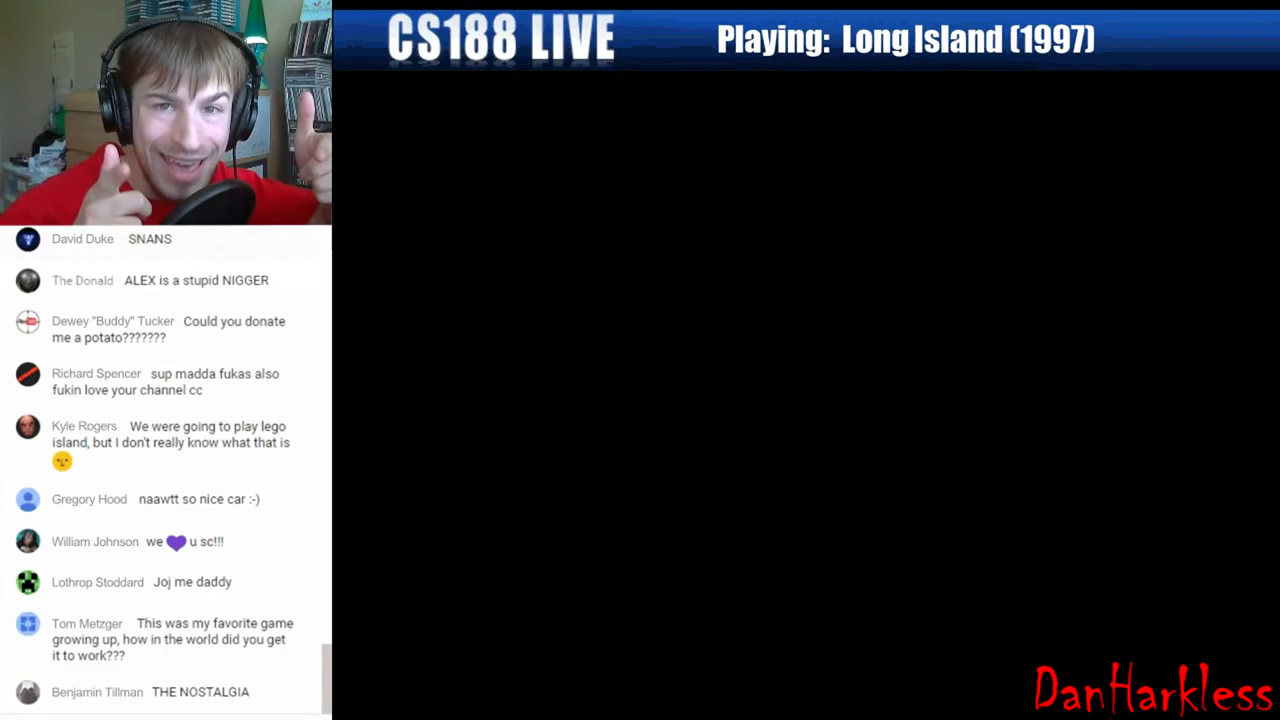 CS188 LIVE
Playing: Long Island (1997)
David Duke SNANS
The Donald ALEX is a stupid NIGGER
Dewey "Buddy" Tucker Could you donate
me a potato???????
Richard Spencer sup madda fukas also
fukin love your channel cc
Kyle Rogers We were going to play lego
island, but I don't really know what that is
Gregory Hood naawtt so nice car :-)
William Johnson we 💜 u sc!!!
Lothrop Stoddard Joj me daddy
Tom Metzger This was my favorite game
growing up, how in the world did you get
it to work???
Benjamin Tillman THE NOSTALGIA
DanHarkless